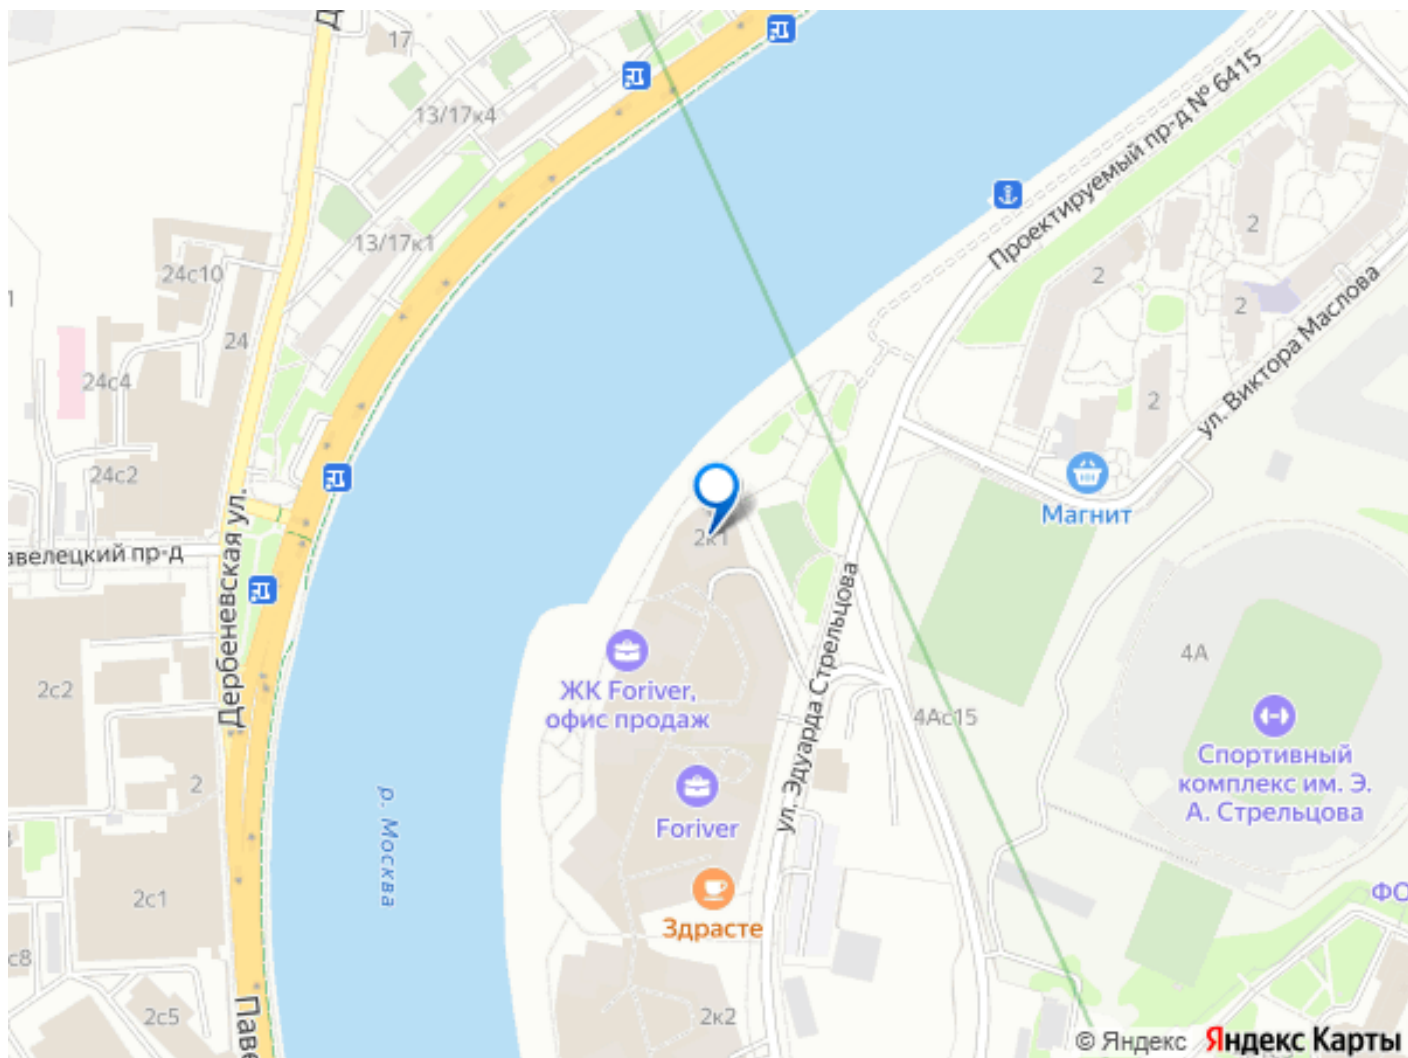 Д
17
13/17к4
13/17к1
24с10
1
24
24с4
24с2
Проектируемый пр-д № 6415
2
2
2
2
ул. Виктора Маслова
Магнит
авелецкий пр-д
Дербеневская ул.
2к1
ул. Эдуарда Стрельцова
4А
4Ас15
ЖК Foriver,
офис продаж
Foriver
Здрасте
Спортивный
комплекс им. Э.
А. Стрельцова
2с2
2
р. Москва
2с1
с8
2с5
Паве
2к2
ФО
© Яндекс
Яндекс Карты